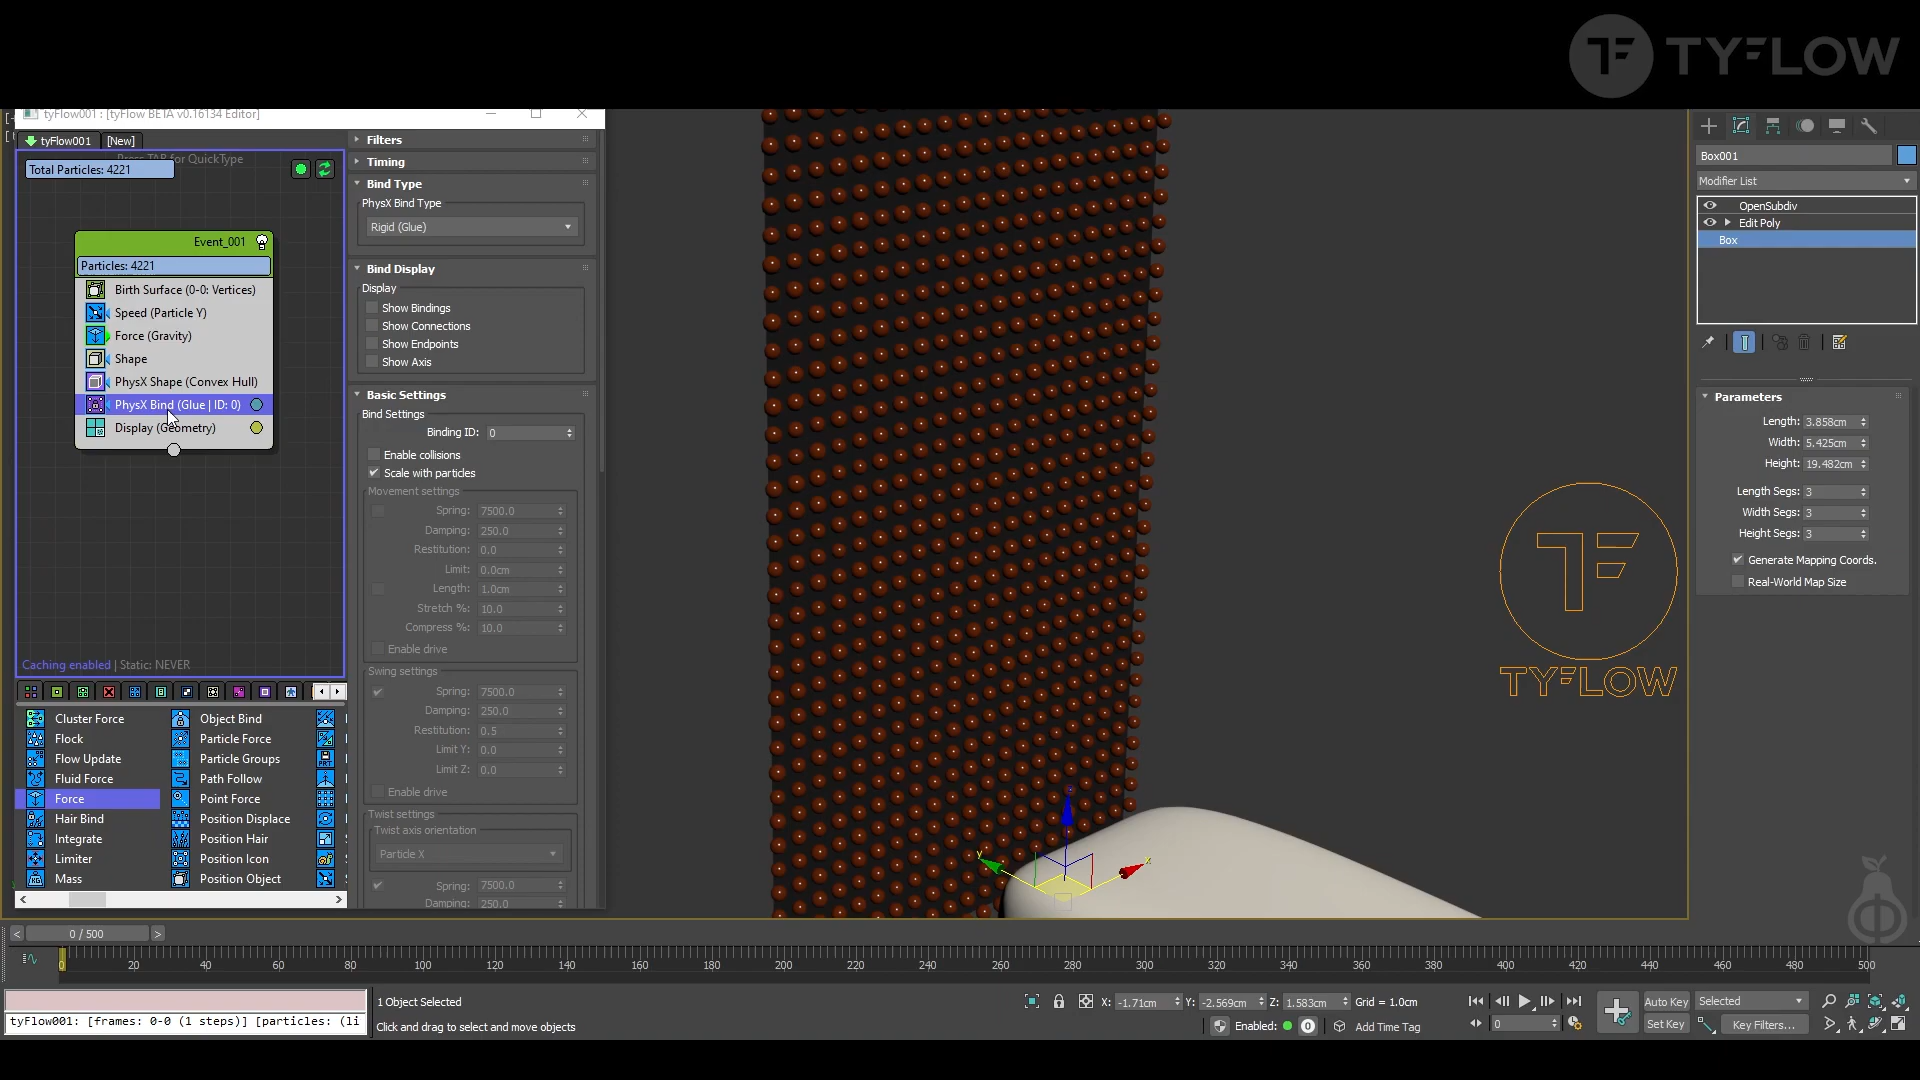 TYFLOW
tyFlow001 : [tyFlow BETA v0.16134 Editor]
tyFlow001
[New]
Press TAB for QuickType
Total Particles: 4221
Event_001
Particles: 4221
Birth Surface (0-0: Vertices)
Speed (Particle Y)
Force (Gravity)
Shape
PhysX Shape (Convex Hull)
PhysX Bind (Glue | ID: 0)
Display (Geometry)
Caching enabled | Static: NEVER
Cluster Force
Flock
Flow Update
Fluid Force
Force
Hair Bind
Integrate
Limiter
Mass
Object Bind
Particle Force
Particle Groups
Path Follow
Point Force
Position Displace
Position Hair
Position Icon
Position Object
Filters
Timing
Bind Type
PhysX Bind Type
Rigid (Glue)
Bind Display
Display
Show Bindings
Show Connections
Show Endpoints
Show Axis
Basic Settings
Bind Settings
Binding ID: 0
Enable collisions
Scale with particles
Movement settings
Spring: 7500.0
Damping: 250.0
Restitution: 0.0
Limit: 0.0cm
Length: 1.0cm
Stretch %: 10.0
Compress %: 10.0
Enable drive
Swing settings
Spring: 7500.0
Damping: 250.0
Restitution: 0.5
Limit Y: 0.0
Limit Z: 0.0
Enable drive
Twist settings
Twist axis orientation
Particle X
Spring: 7500.0
Damping: 250.0
y
x
TYFLOW
Box001
Modifier List
OpenSubdiv
Edit Poly
Box
Parameters
Length: 3.858cm
Width: 5.425cm
Height: 19.482cm
Length Segs: 3
Width Segs: 3
Height Segs: 3
Generate Mapping Coords.
Real-World Map Size
< 0 / 500 >
0 20 40 60 80 100 120 140 160 180 200 220 240 260 280 300 320 340 360 380 400 420 440 460 480 500
tyFlow001: [frames: 0-0 (1 steps)] [particles: (li
1 Object Selected
Click and drag to select and move objects
X: -1.71cm Y: -2.569cm Z: 1.583cm Grid = 1.0cm
Enabled: 0 Add Time Tag
0
Auto Key
Selected
Set Key
Key Filters...